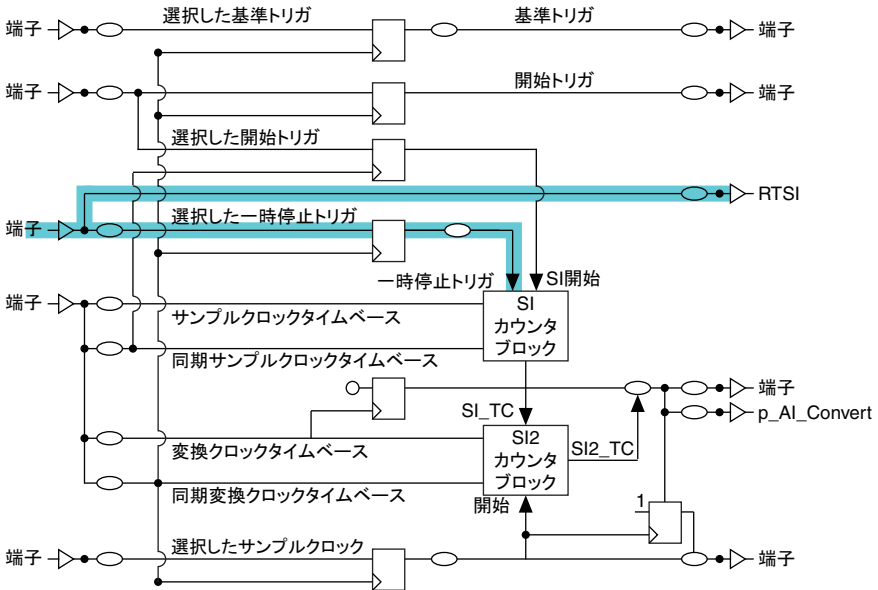 端子
選択した基準トリガ
基準トリガ
端子
端子
開始トリガ
端子
選択した開始トリガ
RTSI
端子
選択した一時停止トリガ
一時停止トリガ
SI開始
端子
サンプルクロックタイムベース
SI
カウンタ
ブロック
同期サンプルクロックタイムベース
端子
SI_TC
p_AI_Convert
変換クロックタイムベース
SI2
カウンタ
ブロック
SI2_TC
同期変換クロックタイムベース
開始
1
端子
選択したサンプルクロック
端子